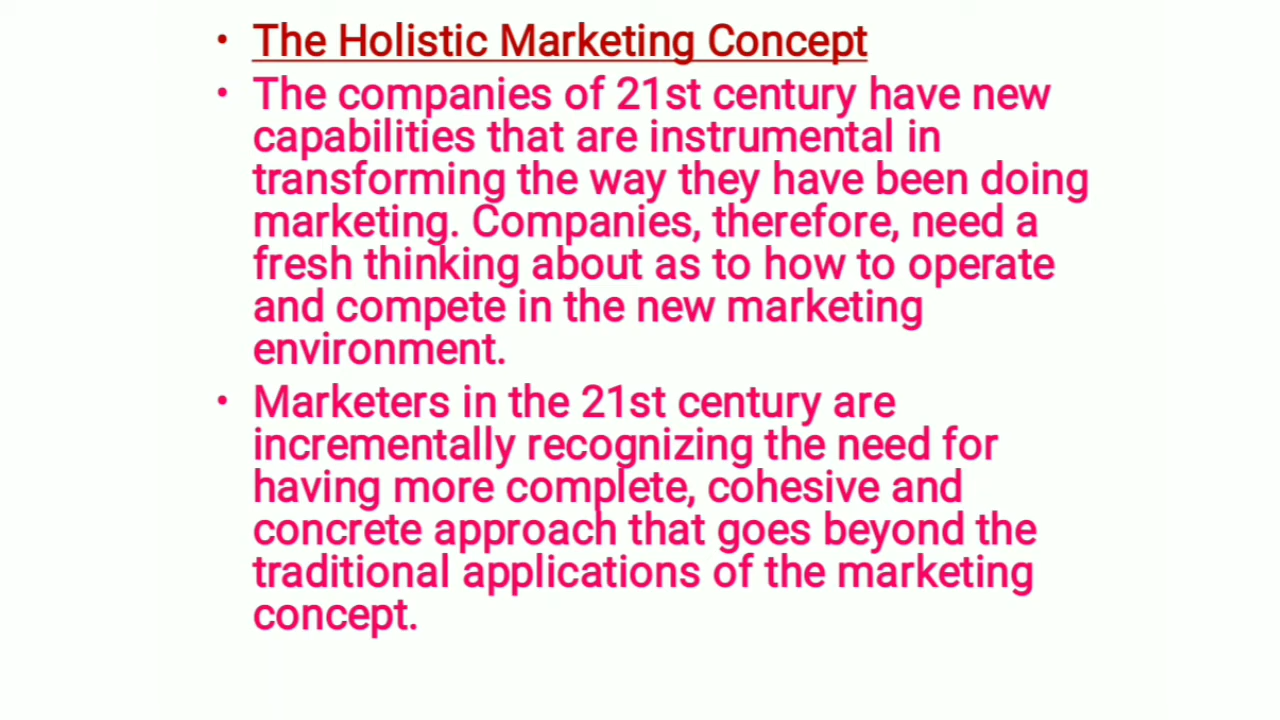 • The Holistic Marketing Concept
• The companies of 21st century have new
capabilities that are instrumental in
transforming the way they have been doing
marketing. Companies, therefore, need a
fresh thinking about as to how to operate
and compete in the new marketing
environment.
• Marketers in the 21st century are
incrementally recognizing the need for
having more complete, cohesive and
concrete approach that goes beyond the
traditional applications of the marketing
concept.